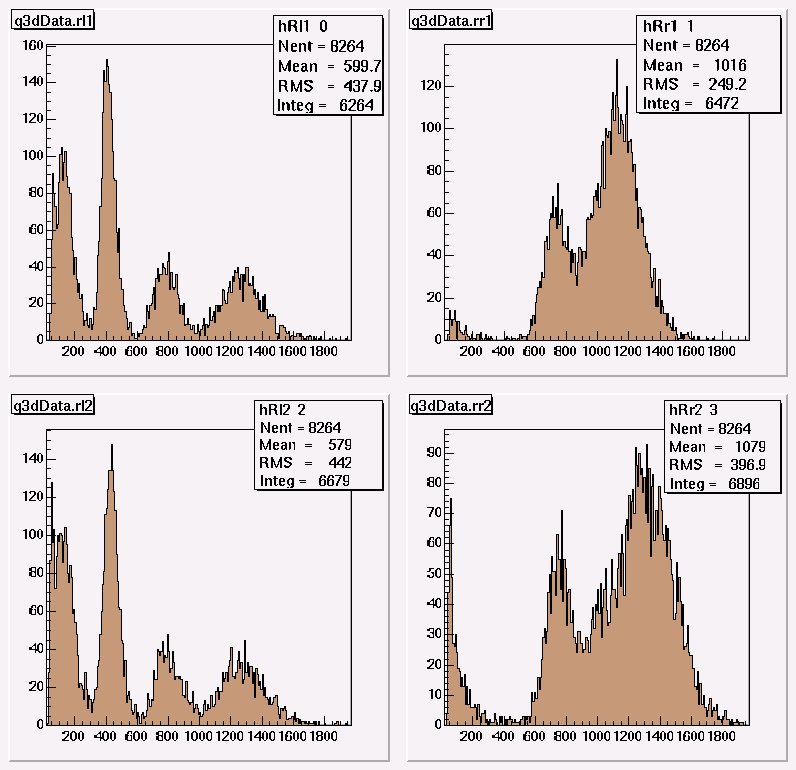 q3dData.rl1
hRl1 0
Nent = 8264
Mean = 599.7
RMS = 437.9
Integ = 6264
160
140
120
100
80
60
40
20
0
200 400 600 800 1000 1200 1400 1600 1800
q3dData.rr1
hRr1 1
Nent = 8264
Mean = 1016
RMS = 249.2
Integ = 6472
120
100
80
60
40
20
0
200 400 600 800 1000 1200 1400 1600 1800
q3dData.rl2
hRl2 2
Nent = 8264
Mean = 579
RMS = 442
Integ = 6679
140
120
100
80
60
40
20
0
200 400 600 800 1000 1200 1400 1600 1800
q3dData.rr2
hRr2 3
Nent = 8264
Mean = 1079
RMS = 396.9
Integ = 6896
90
80
70
60
50
40
30
20
10
0
200 400 600 800 1000 1200 1400 1600 1800